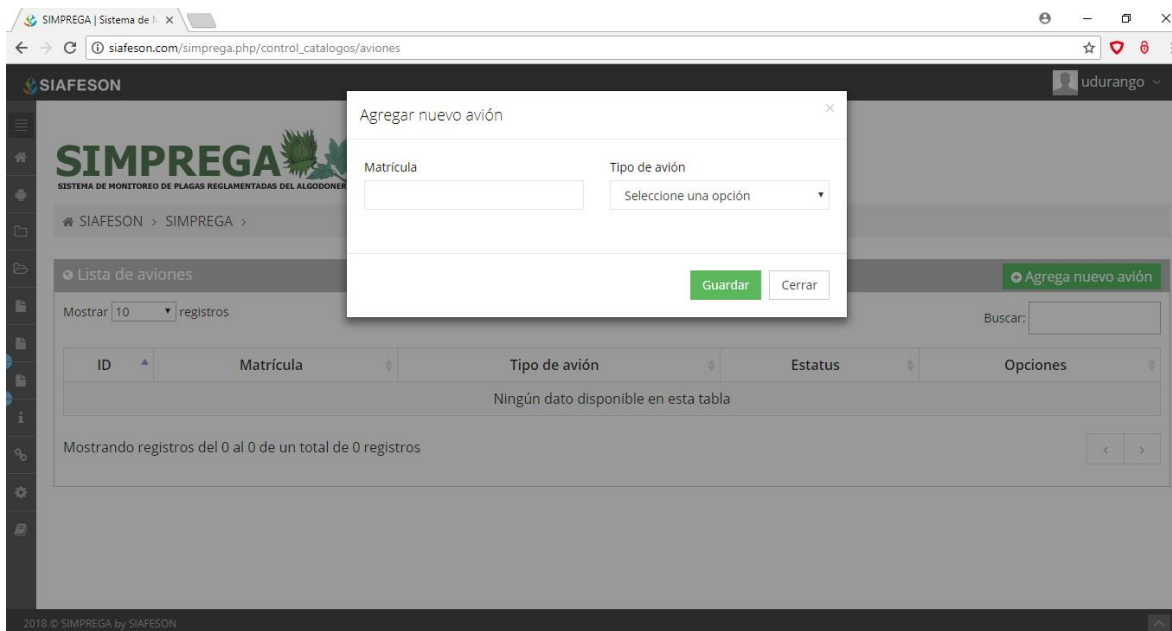 SIMPREGA | Sistema de
siafeson.com/simprega.php/control_catalogos/aviones
SIAFESON
udurango
Agregar nuevo avión
SIMPREGA
SISTEMA DE MONITOREO DE PLAGAS REGLAMENTADAS DEL
Matrícula
Tipo de avión
Seleccione una opción
SIAFESON > SIMPREGA >
Lista de aviones
Agrega nuevo avión
Guardar
Cerrar
Mostrar 10 registros
Buscar:
ID
Matrícula
Tipo de avión
Estatus
Opciones
Ningún dato disponible en esta tabla
Mostrando registros del 0 al 0 de un total de 0 registros
2018 © SIMPREGA by SIAFESON